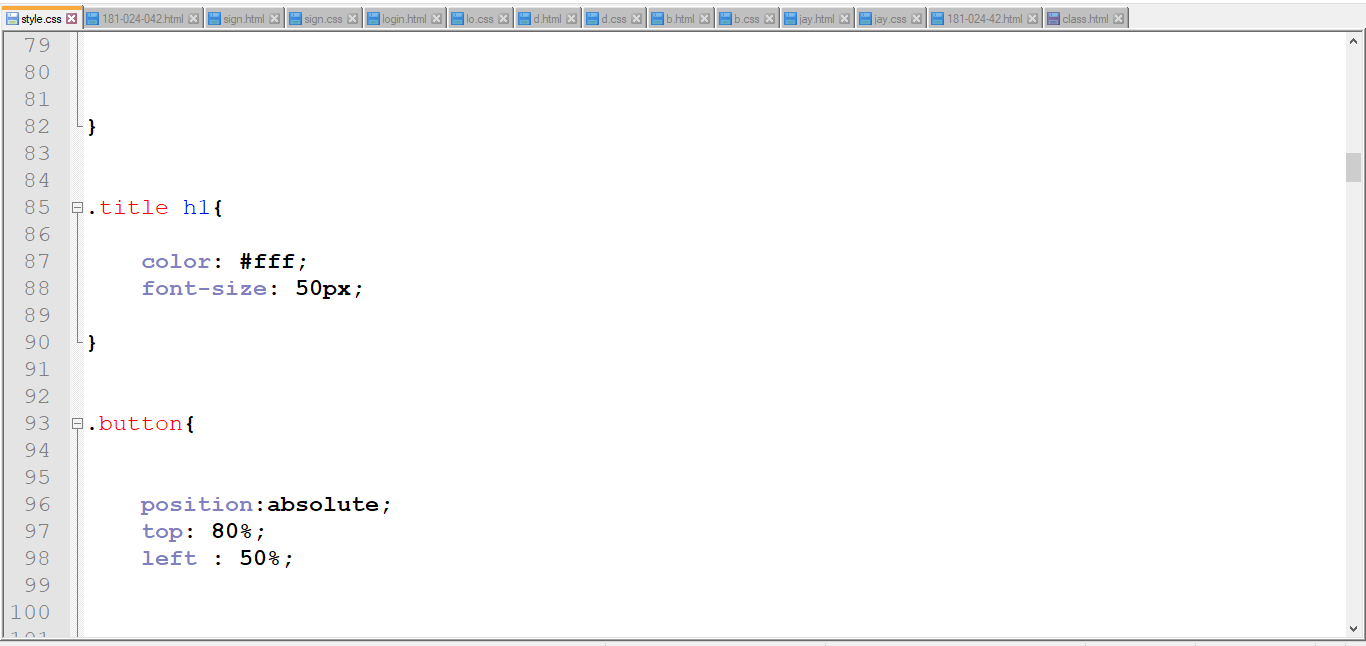 style.css 181-024-042.html sign.html sign.css login.html lo.css d.html d.css b.html b.css jay.html jay.css 181-024-42.html class.html
79
80
81
82 }
83
84
85 .title h1{
86
87 color: #fff;
88 font-size: 50px;
89
90 }
91
92
93 .button{
94
95
96 position:absolute;
97 top: 80%;
98 left : 50%;
99
100
101